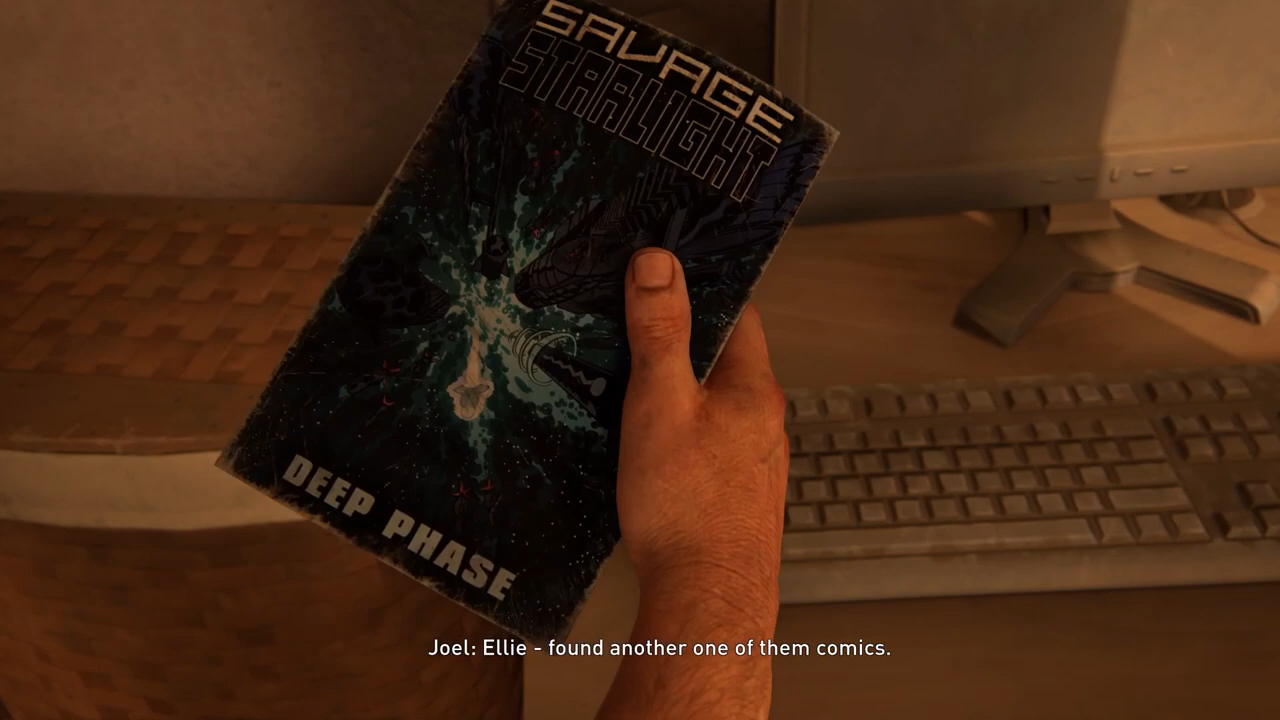 SAVAGE
STARLIGHT
DEEP PHASE
Joel: Ellie - found another one of them comics.